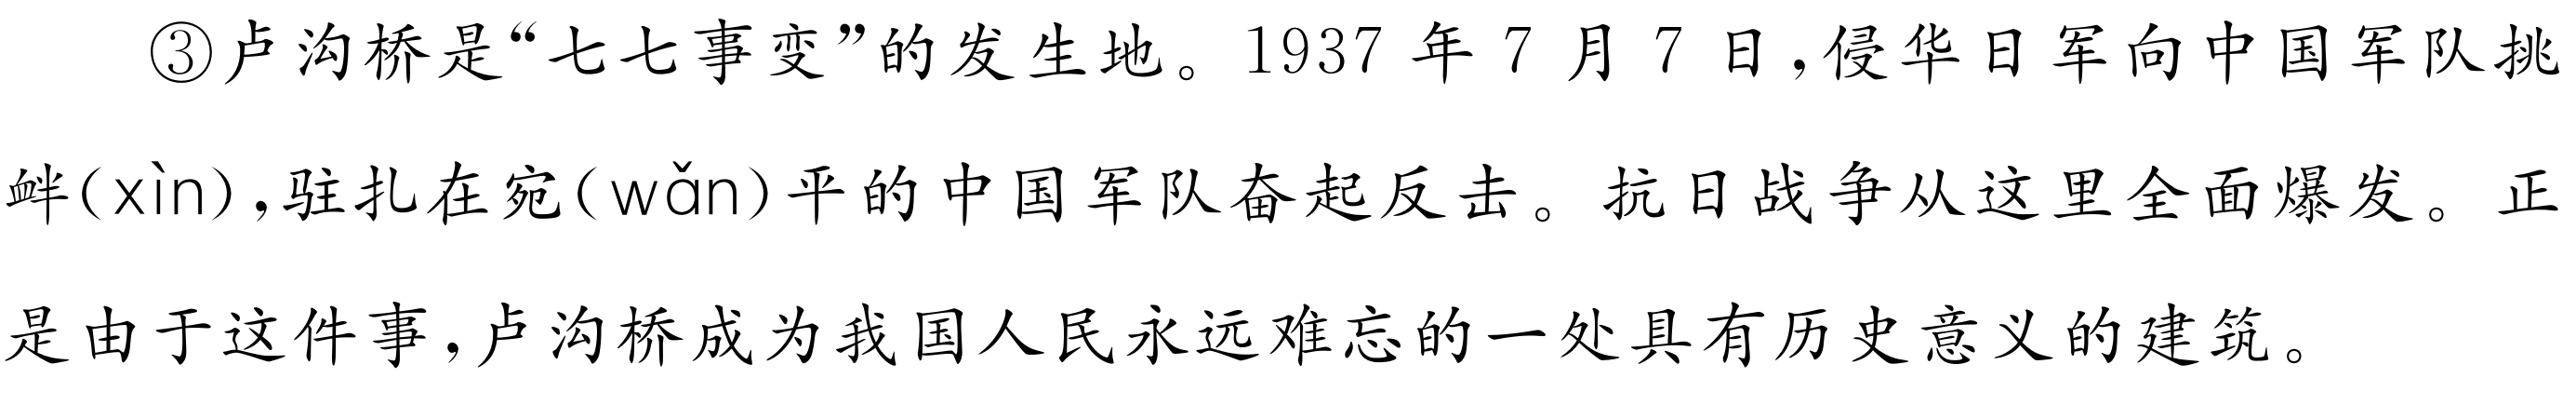 ③卢沟桥是“七七事变”的发生地。1937 年 7 月 7 日,侵华日军向中国军队挑
衅(xìn),驻扎在宛(wǎn)平的中国军队奋起反击。抗日战争从这里全面爆发。正
是由于这件事,卢沟桥成为我国人民永远难忘的一处具有历史意义的建筑。